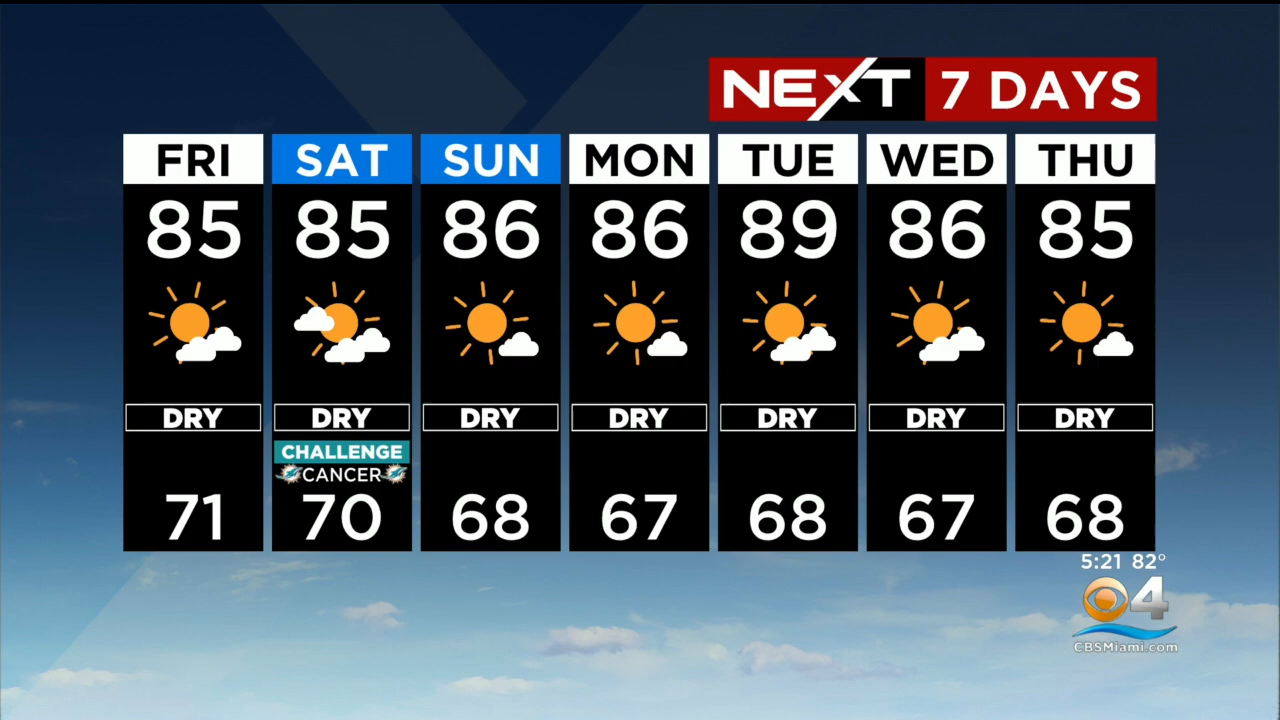 NEXT 7 DAYS
FRI SAT SUN MON TUE WED THU
85 85 86 86 89 86 85
DRY DRY DRY DRY DRY DRY DRY
CHALLENGE
CANCER
71 70 68 67 68 67 68
5:21 82°
4
CBSMiami.com